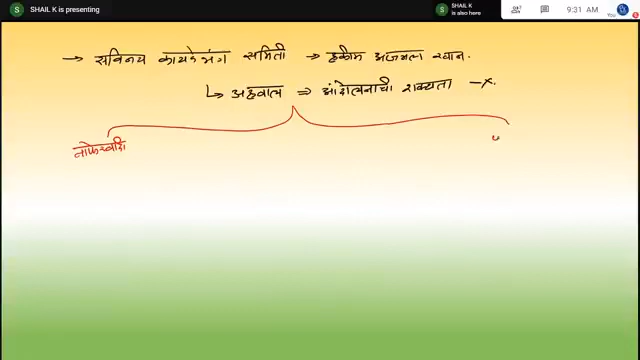 SHAIL K is presenting
SHAIL K is also here
9:31 AM
You
→ सविनय कायदेभंग समिती ⇒ हकीम अजमल खान.
↳ अहवाल ⇒ आंदोलनाची शक्यता -x.